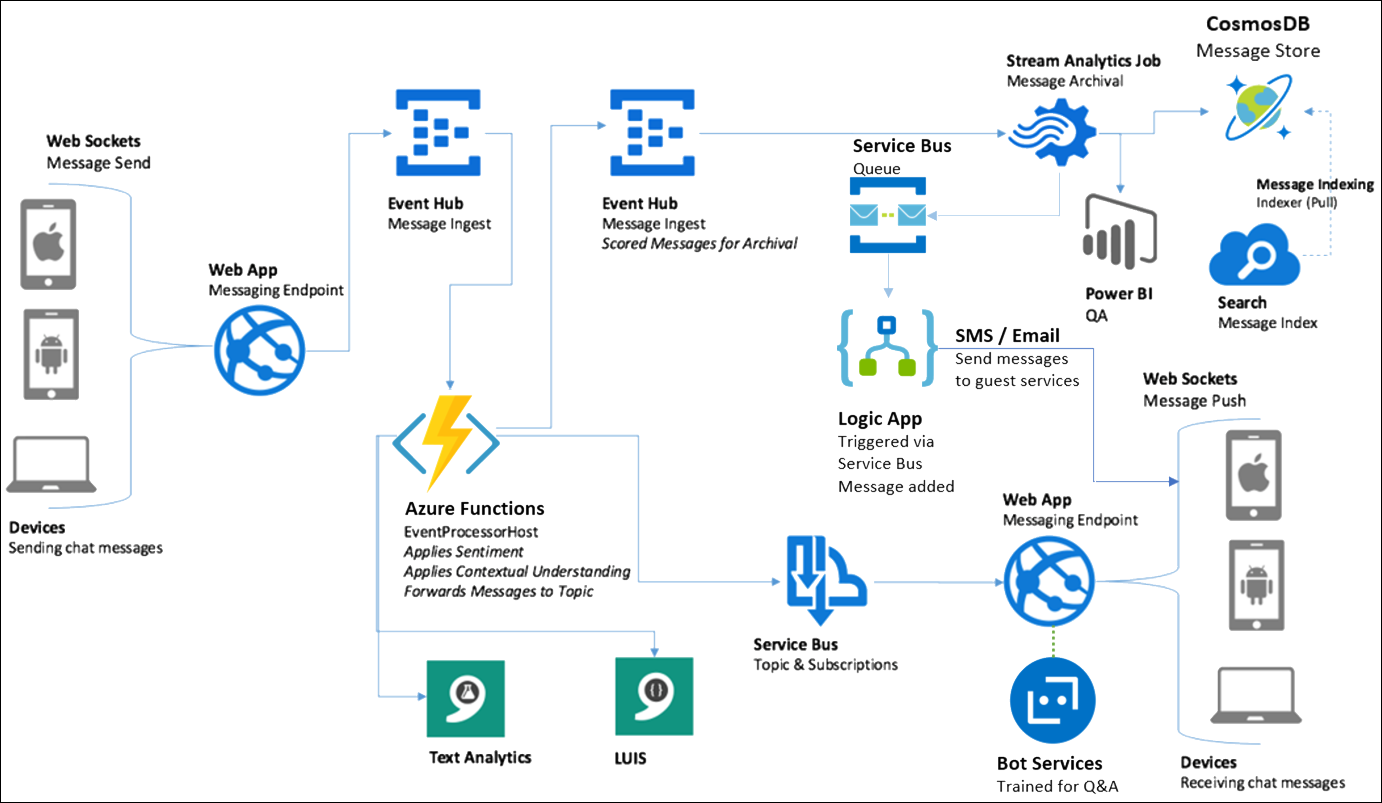 CosmosDB
Message Store
Stream Analytics Job
Message Archival
Web Sockets
Message Send
Service Bus
Queue
Event Hub
Message Ingest
Event Hub
Message Ingest
Scored Messages for Archival
Message Indexing
Indexer (Pull)
Web App
Messaging Endpoint
Power BI
QA
Search
Message Index
SMS / Email
Send messages
to guest services
Web Sockets
Message Push
Logic App
Triggered via
Service Bus
Message added
Azure Functions
EventProcessorHost
Applies Sentiment
Applies Contextual Understanding
Forwards Messages to Topic
Web App
Messaging Endpoint
Devices
Sending chat messages
Service Bus
Topic & Subscriptions
Text Analytics
LUIS
Bot Services
Trained for Q&A
Devices
Receiving chat messages